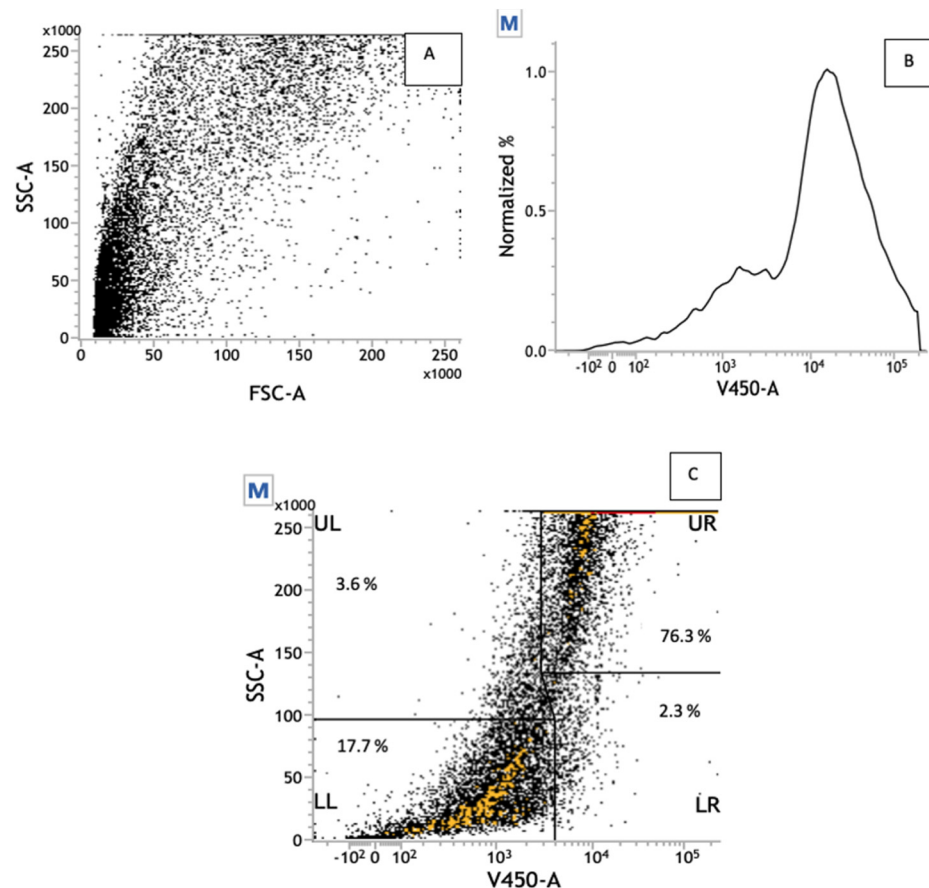 x1000
A
250
200
150
100
50
0
SSC-A
0 50 100 150 200 250
x1000
FSC-A
M
B
1.0
0.5
0.0
Normalized %
-10² 0 10² 10³ 10⁴ 10⁵
V450-A
M
C
x1000
UL UR
250
3.6 %
200
76.3 %
150
2.3 %
100
17.7 %
50
LL LR
0
SSC-A
-10² 0 10² 10³ 10⁴ 10⁵
V450-A